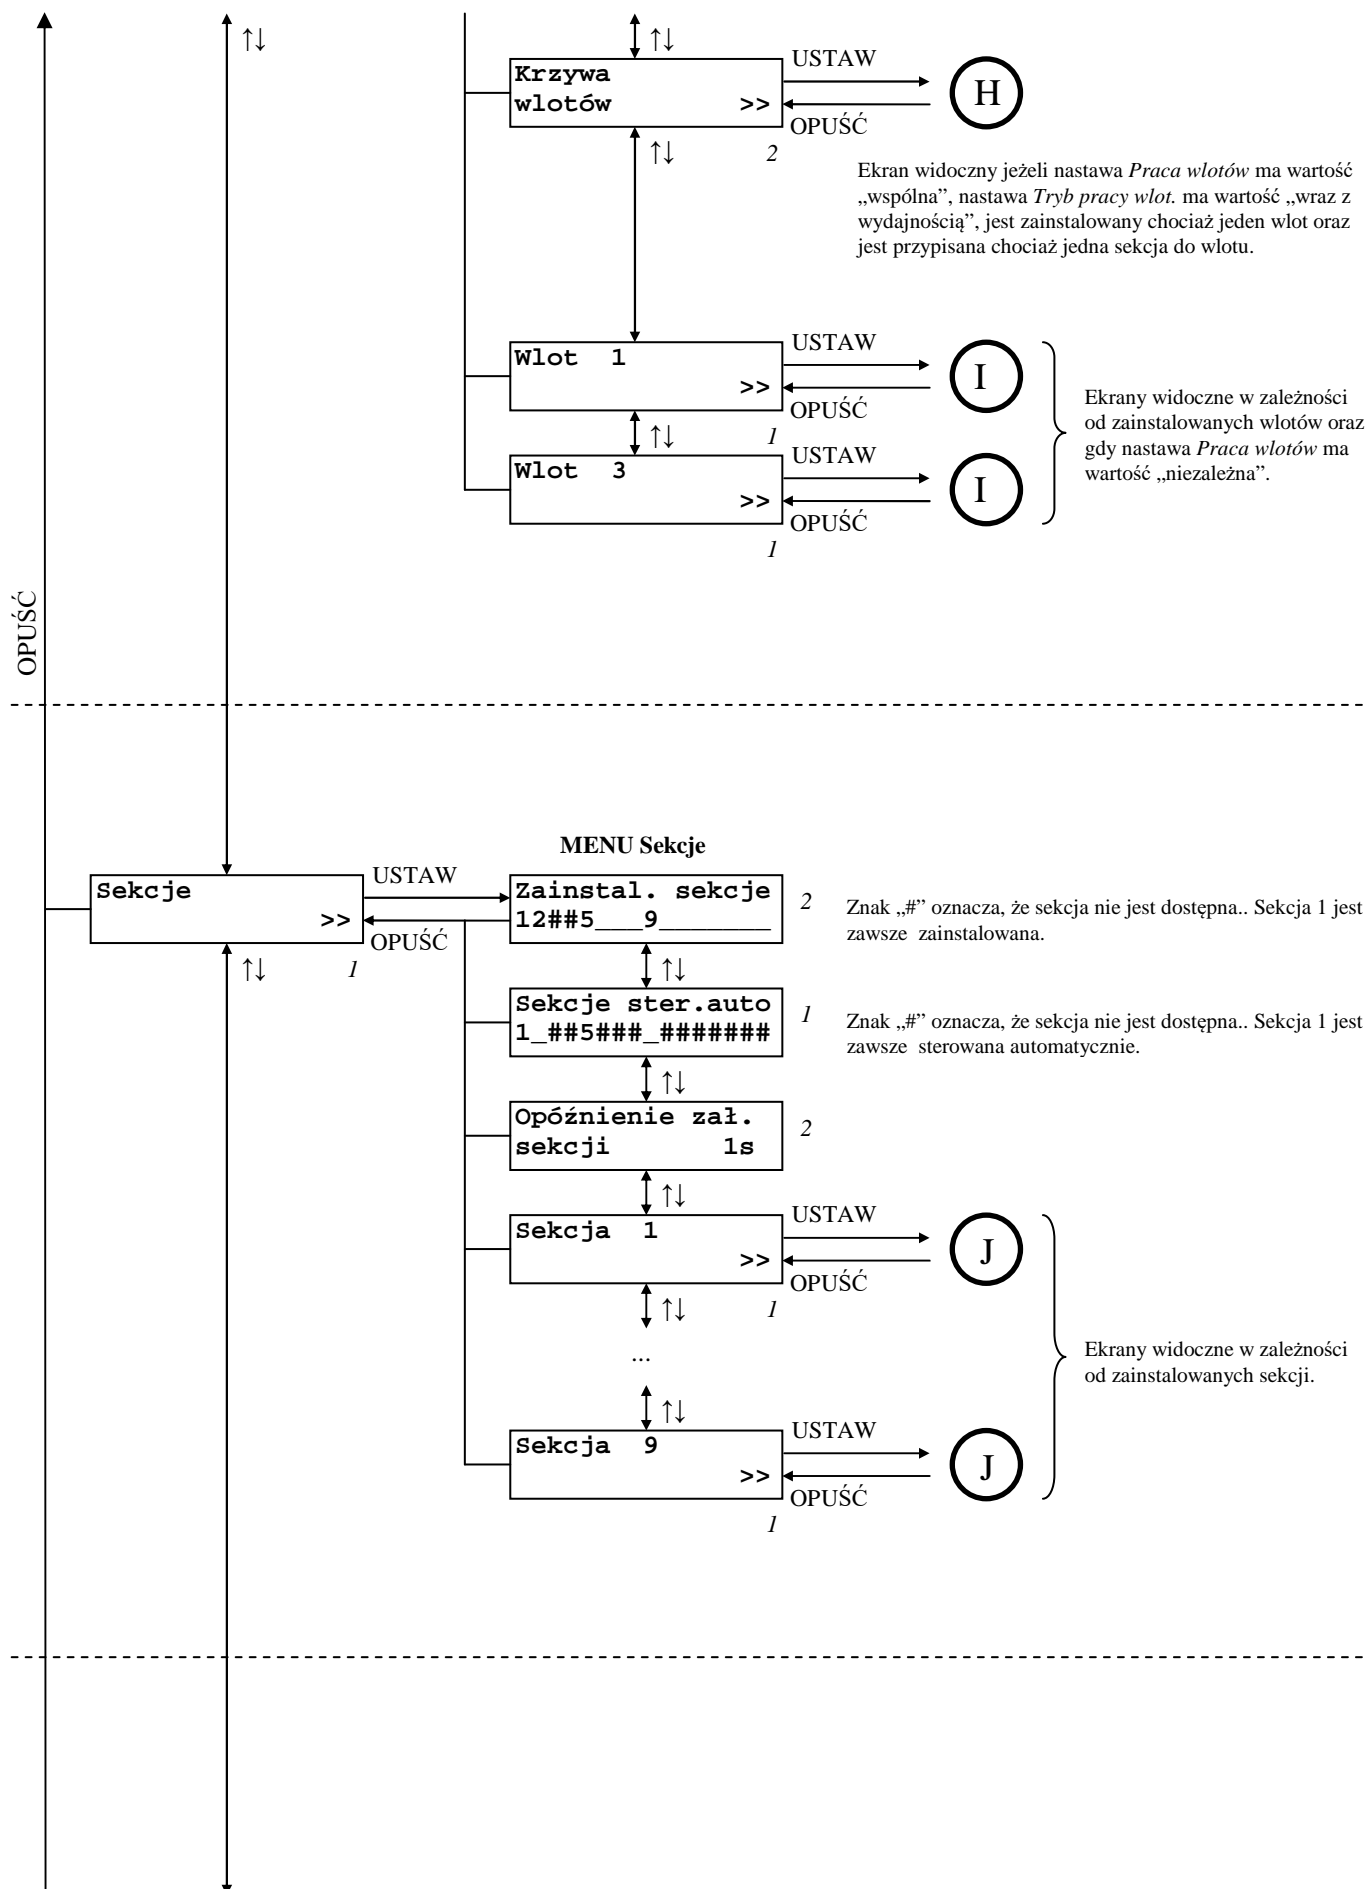 ↑↓
↑↓
Krzywa
wlotów >>
USTAW
OPUŚĆ
H
↑↓
2
Ekran widoczny jeżeli nastawa Praca wlotów ma wartość
„wspólna”, nastawa Tryb pracy wlot. ma wartość „wraz z
wydajnością”, jest zainstalowany chociaż jeden wlot oraz
jest przypisana chociaż jedna sekcja do wlotu.
Wlot 1
>>
USTAW
OPUŚĆ
I
↑↓
1
Wlot 3
>>
USTAW
OPUŚĆ
I
1
Ekrany widoczne w zależności
od zainstalowanych wlotów oraz
gdy nastawa Praca wlotów ma
wartość „niezależna”.
OPUŚĆ
MENU Sekcje
Sekcje
>>
USTAW
OPUŚĆ
↑↓
1
Zainstal. sekcje
12##5___9_______
2
Znak „#” oznacza, że sekcja nie jest dostępna.. Sekcja 1 jest
zawsze zainstalowana.
↑↓
Sekcje ster.auto
1_##5###_#######
1
Znak „#” oznacza, że sekcja nie jest dostępna.. Sekcja 1 jest
zawsze sterowana automatycznie.
↑↓
Opóźnienie zał.
sekcji 1s
2
↑↓
Sekcja 1
>>
USTAW
OPUŚĆ
J
↑↓
1
...
Ekrany widoczne w zależności
od zainstalowanych sekcji.
↑↓
Sekcja 9
>>
USTAW
OPUŚĆ
J
1